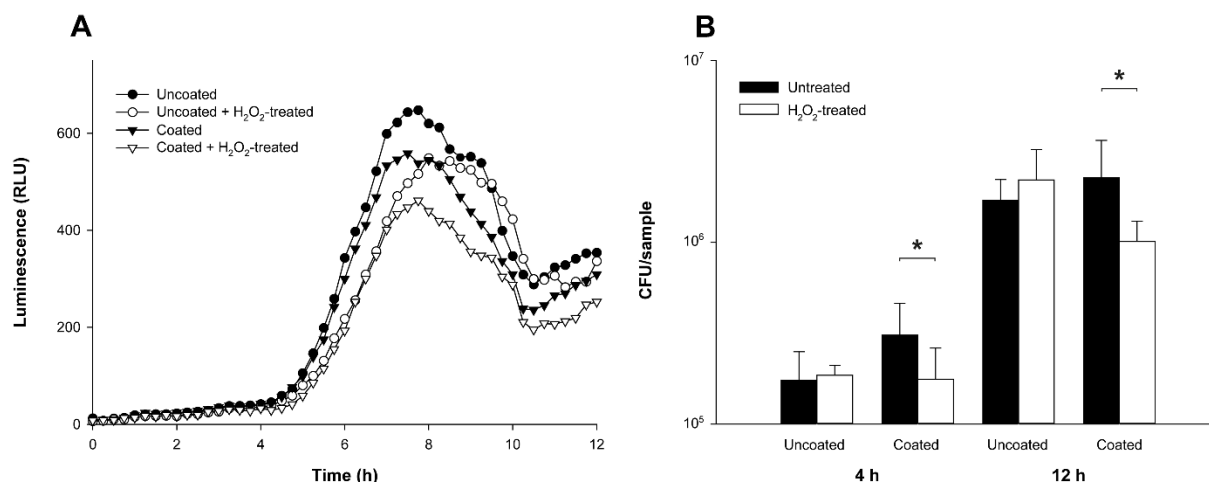 A
Uncoated
Uncoated + H₂O₂-treated
Coated
Coated + H₂O₂-treated
Luminescence (RLU)
600
400
200
0
0 2 4 6 8 10 12
Time (h)
B
Untreated
H₂O₂-treated
CFU/sample
10⁷
10⁶
10⁵
* * 
Uncoated Coated Uncoated Coated
4 h 12 h